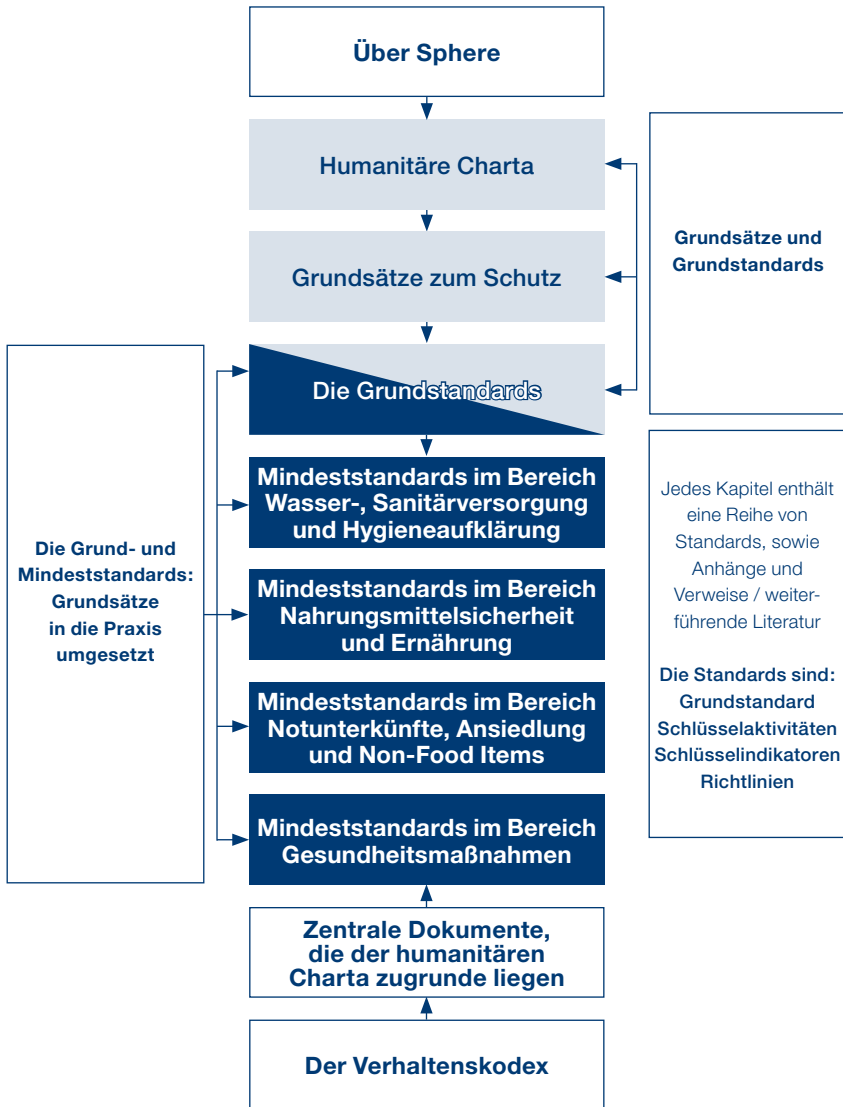 Über Sphere
Humanitäre Charta
Grundsätze zum Schutz
Die Grundstandards
Grundsätze und
Grundstandards
Die Grund- und
Mindeststandards:
Grundsätze
in die Praxis
umgesetzt
Mindeststandards im Bereich
Wasser-, Sanitärversorgung
und Hygieneaufklärung
Mindeststandards im Bereich
Nahrungsmittelsicherheit
und Ernährung
Mindeststandards im Bereich
Notunterkünfte, Ansiedlung
und Non-Food Items
Mindeststandards im Bereich
Gesundheitsmaßnahmen
Jedes Kapitel enthält
eine Reihe von
Standards, sowie
Anhänge und
Verweise / weiter-
führende Literatur
Die Standards sind:
Grundstandard
Schlüsselaktivitäten
Schlüsselindikatoren
Richtlinien
Zentrale Dokumente,
die der humanitären
Charta zugrunde liegen
Der Verhaltenskodex